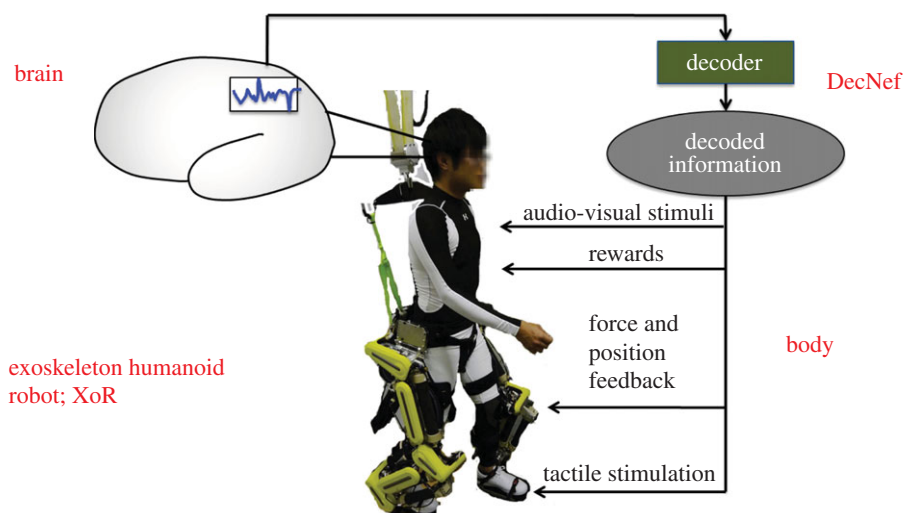 brain
decoder
DecNef
decoded
information
audio-visual stimuli
rewards
force and
position
feedback
body
exoskeleton humanoid
robot; XoR
tactile stimulation